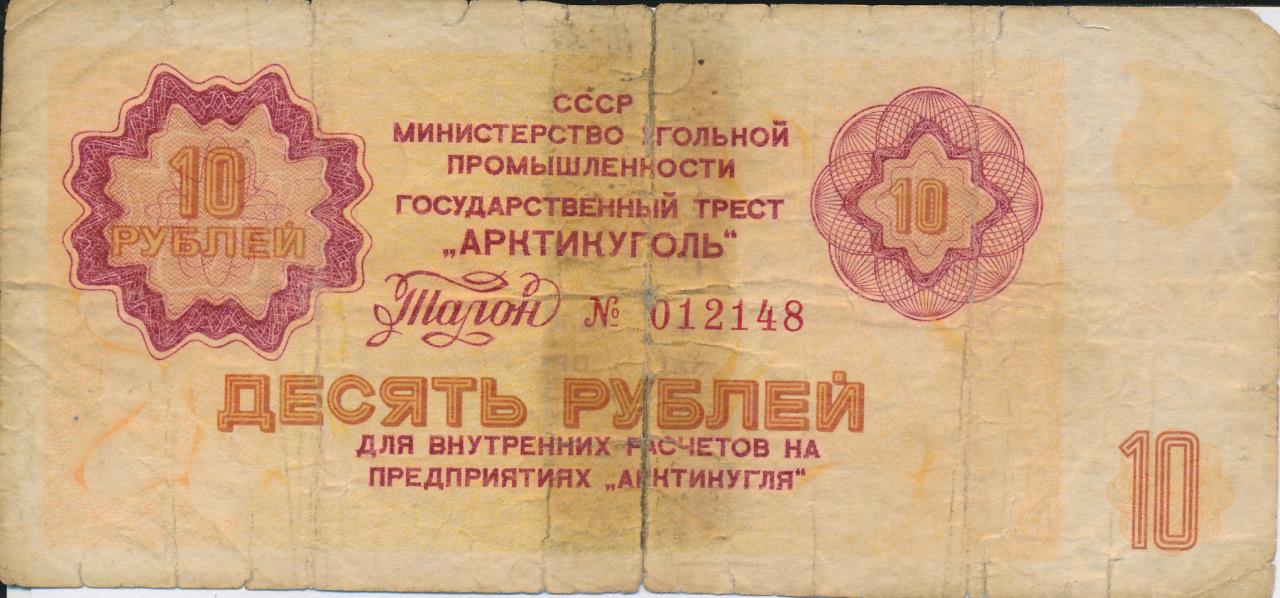 10
РУБЛЕЙ
СССР
МИНИСТЕРСТВО УГОЛЬНОЙ
ПРОМЫШЛЕННОСТИ
ГОСУДАРСТВЕННЫЙ ТРЕСТ
„АРКТИКУГОЛЬ“
10
Талон № 012148
ДЕСЯТЬ РУБЛЕЙ
ДЛЯ ВНУТРЕННИХ РАСЧЕТОВ НА
ПРЕДПРИЯТИЯХ „АРКТИКУГЛЯ“
10